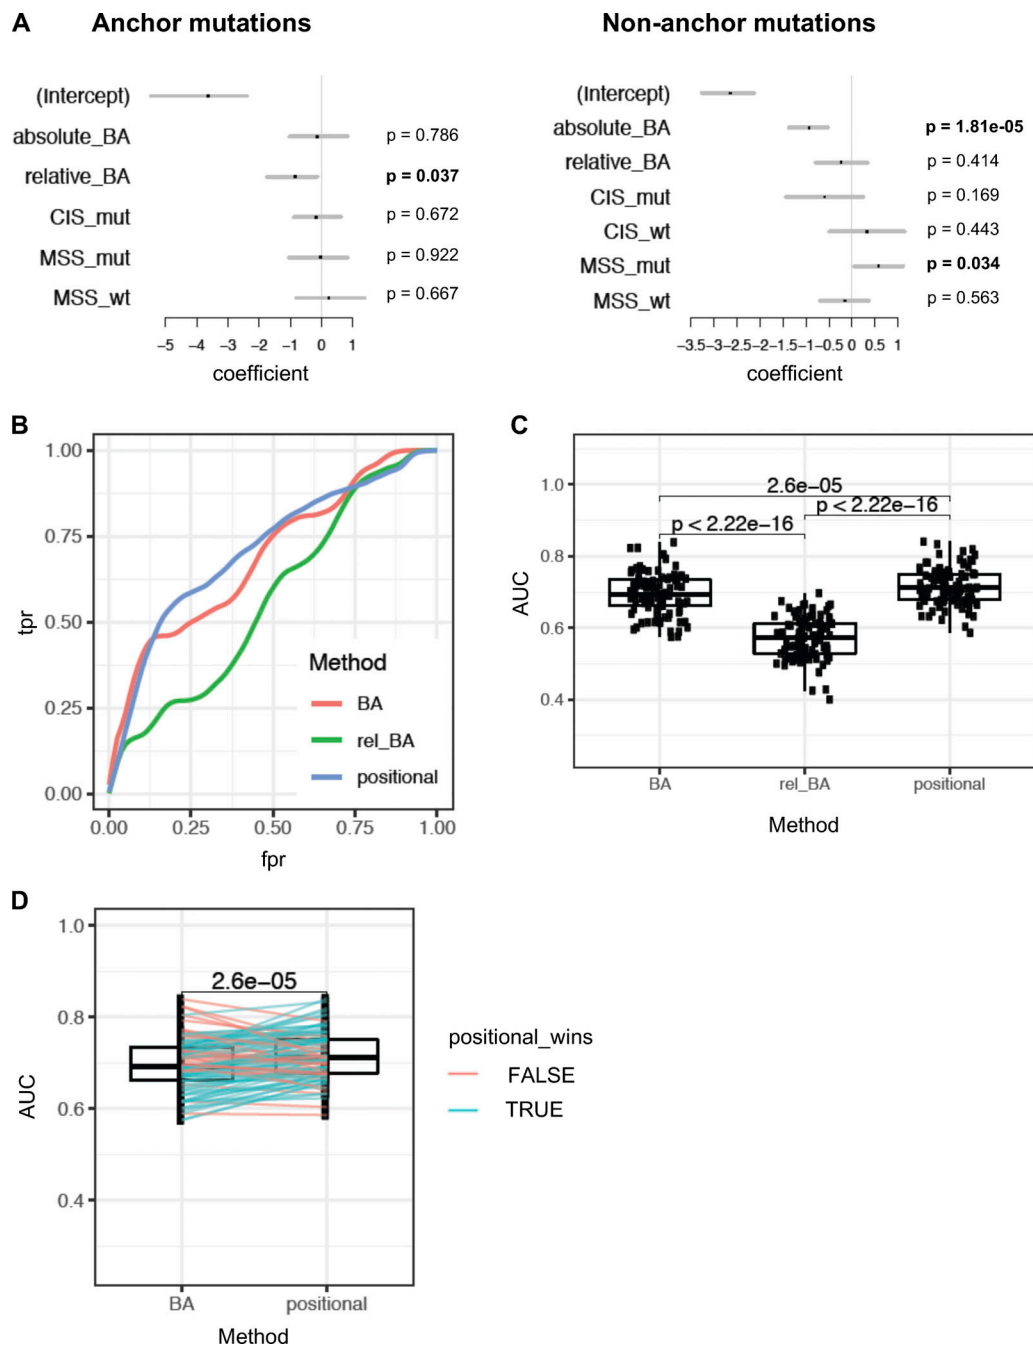 A Anchor mutations Non-anchor mutations
(Intercept)
absolute_BA p = 0.786
relative_BA p = 0.037
CIS_mut p = 0.672
MSS_mut p = 0.922
MSS_wt p = 0.667
-5 -4 -3 -2 -1 0 1
coefficient
(Intercept)
absolute_BA p = 1.81e-05
relative_BA p = 0.414
CIS_mut p = 0.169
CIS_wt p = 0.443
MSS_mut p = 0.034
MSS_wt p = 0.563
-3.5-3-2.5-2-1.5-1-0.5 0 0.5 1
coefficient
B
1.00
0.75
0.50
0.25
0.00
tpr
0.00 0.25 0.50 0.75 1.00
fpr
Method
BA
rel_BA
positional
C
1.0
0.8
0.6
0.4
AUC
2.6e-05
p < 2.22e-16 p < 2.22e-16
BA rel_BA positional
Method
D
1.0
0.8
0.6
0.4
AUC
2.6e-05
BA positional
Method
positional_wins
FALSE
TRUE